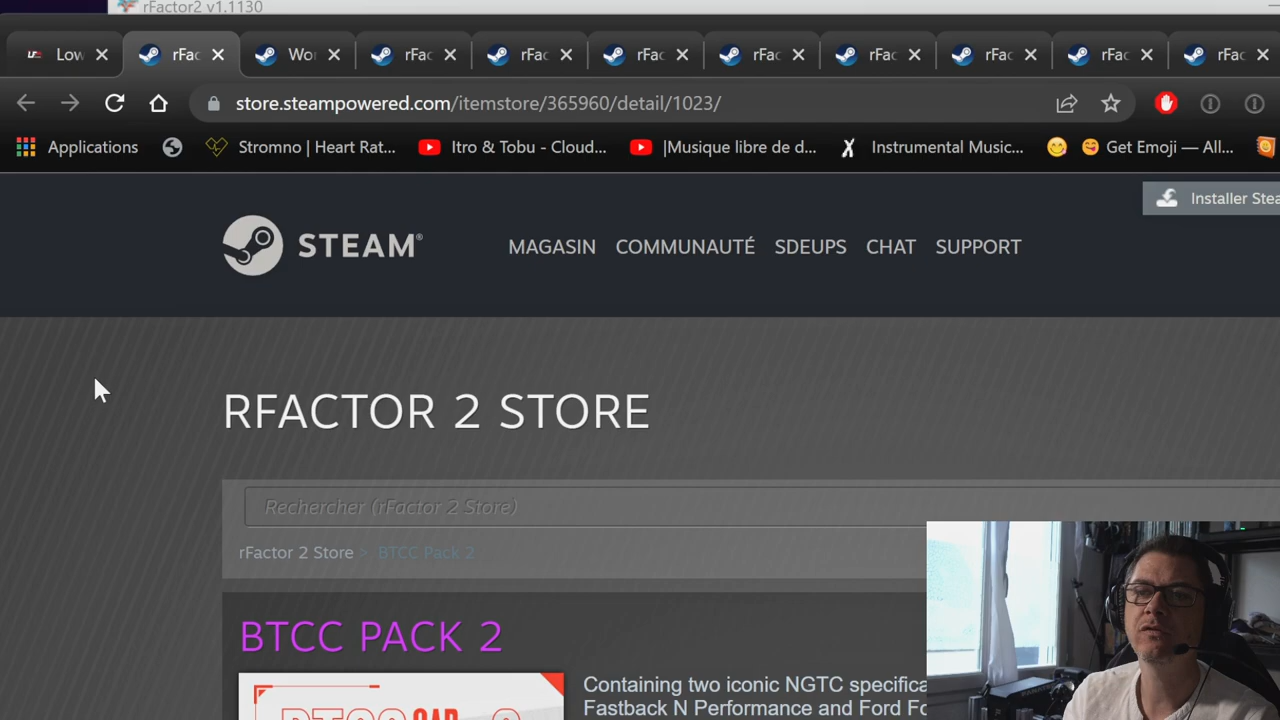 rFactor2 v1.1130
Low rFac Wo rFac rFac rFac rFac rFac rFac rFac rFac
store.steampowered.com/itemstore/365960/detail/1023/
Applications Stromno | Heart Rat... Itro & Tobu - Cloud... |Musique libre de d... Instrumental Music... Get Emoji — All...
Installer Stea
STEAM® MAGASIN COMMUNAUTÉ SDEUPS CHAT SUPPORT
RFACTOR 2 STORE
Rechercher (rFactor 2 Store)
rFactor 2 Store > BTCC Pack 2
BTCC PACK 2
Containing two iconic NGTC specifica
Fastback N Performance and Ford Fo